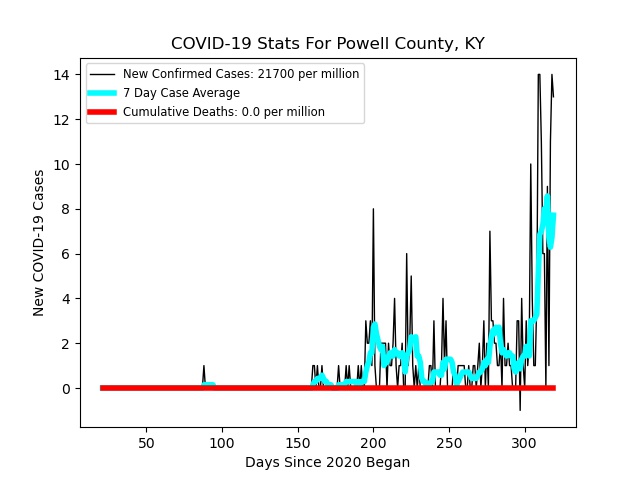 COVID-19 Stats For Powell County, KY
New Confirmed Cases: 21700 per million
7 Day Case Average
Cumulative Deaths: 0.0 per million
New COVID-19 Cases
14
12
10
8
6
4
2
0
50 100 150 200 250 300
Days Since 2020 Began